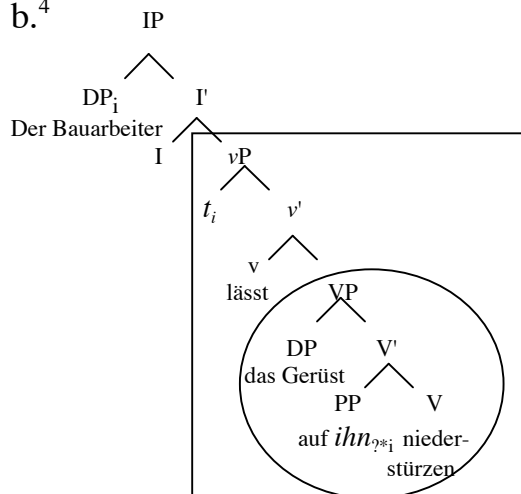 b.4
IP
DPi I'
Der Bauarbeiter
I vP
ti v'
v
lässt VP
DP V'
das Gerüst
PP V
auf ihn?*i nieder-
stürzen